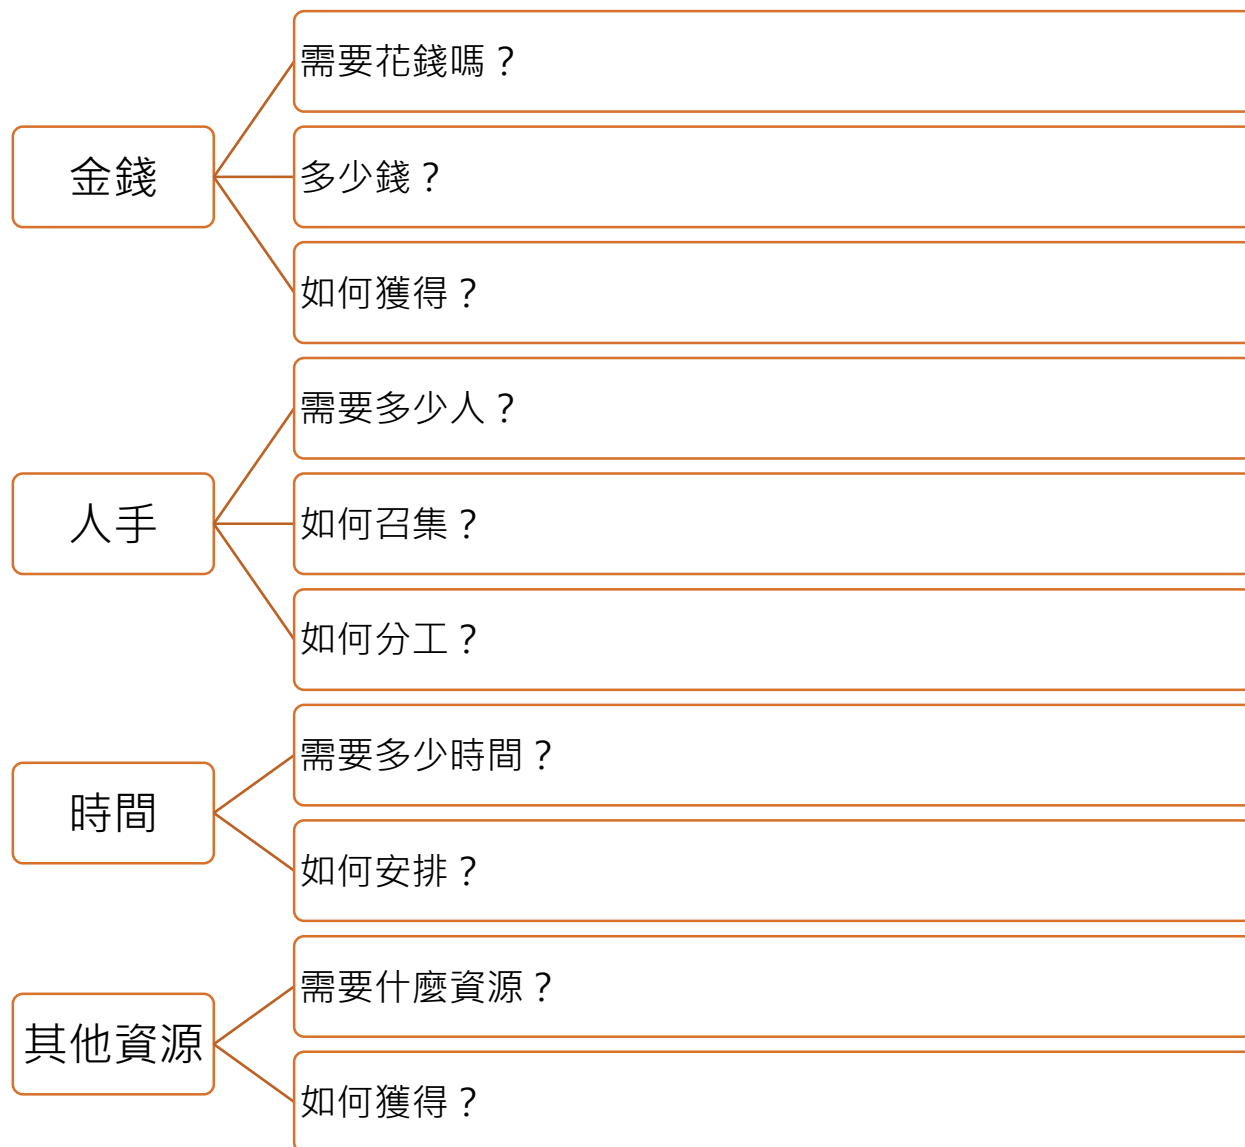 金錢
需要花錢嗎？
多少錢？
如何獲得？
人手
需要多少人？
如何召集？
如何分工？
時間
需要多少時間？
如何安排？
其他資源
需要什麼資源？
如何獲得？